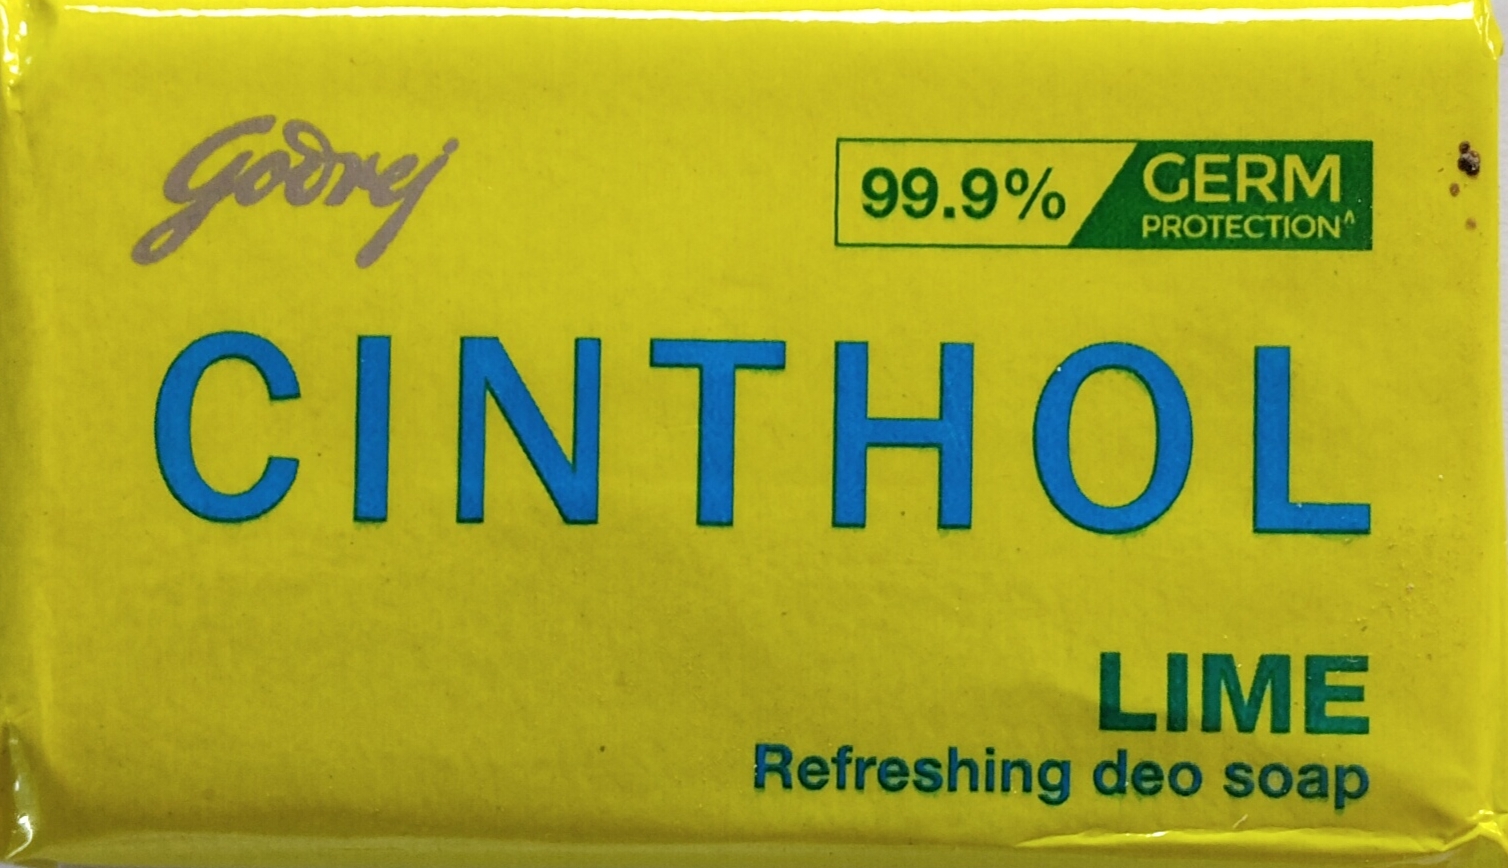 Godrej
99.9% GERM
PROTECTION^
CINTHOL
LIME
Refreshing deo soap